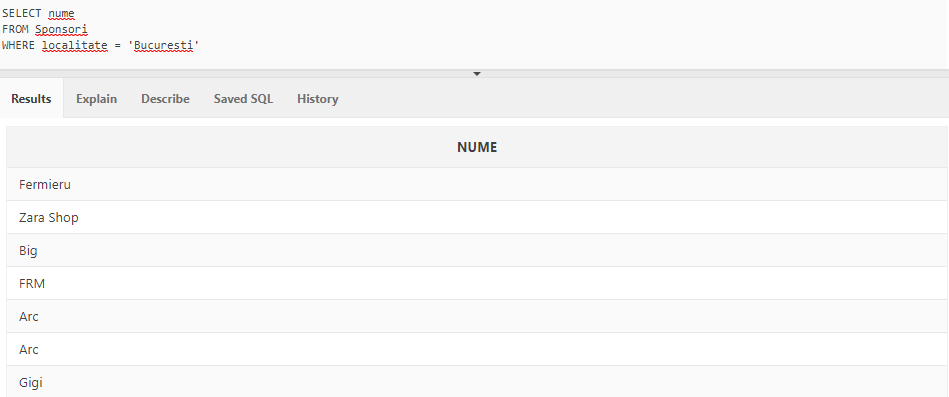 SELECT nume
FROM Sponsori
WHERE localitate = 'Bucuresti'
Results Explain Describe Saved SQL History
NUME
Fermieru
Zara Shop
Big
FRM
Arc
Arc
Gigi